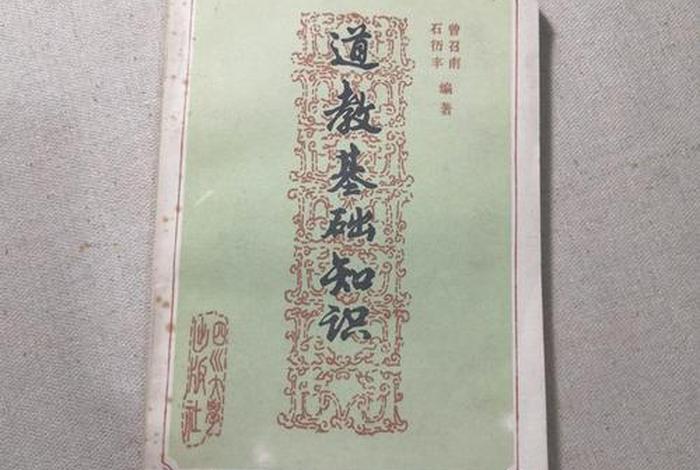 曾召南
石衍丰
编著
道教基础知识
四川大学
出版社